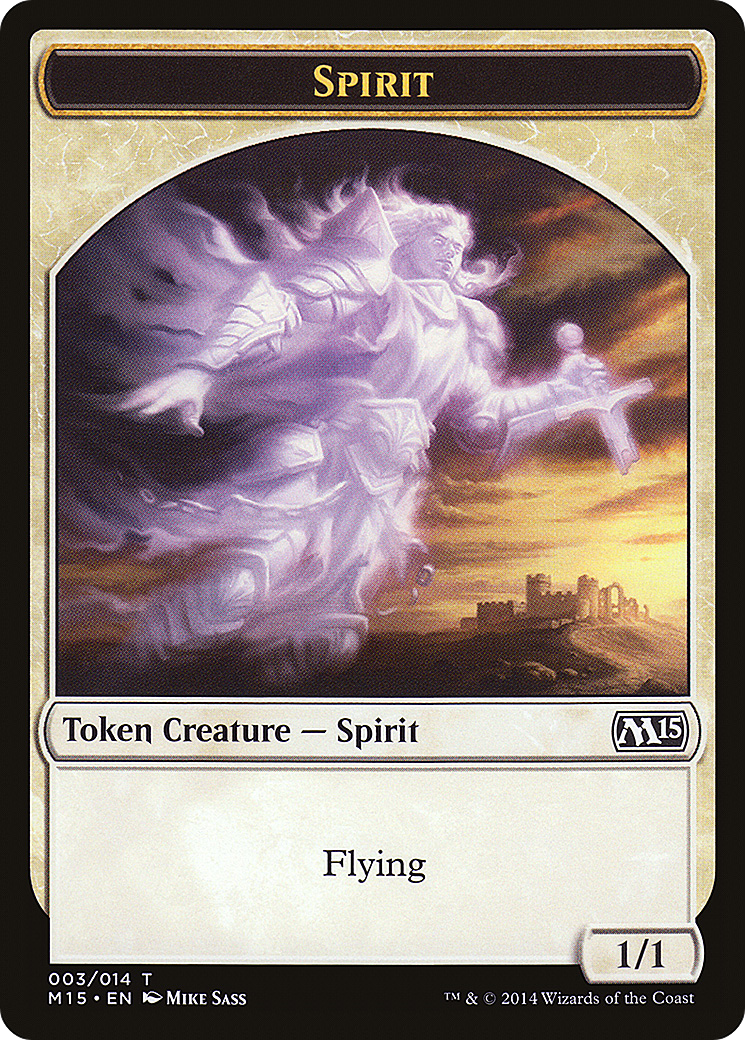 Spirit
Token Creature — Spirit
M15
Flying
1/1
003/014 T
M15 • EN Mike Sass
™ & © 2014 Wizards of the Coast